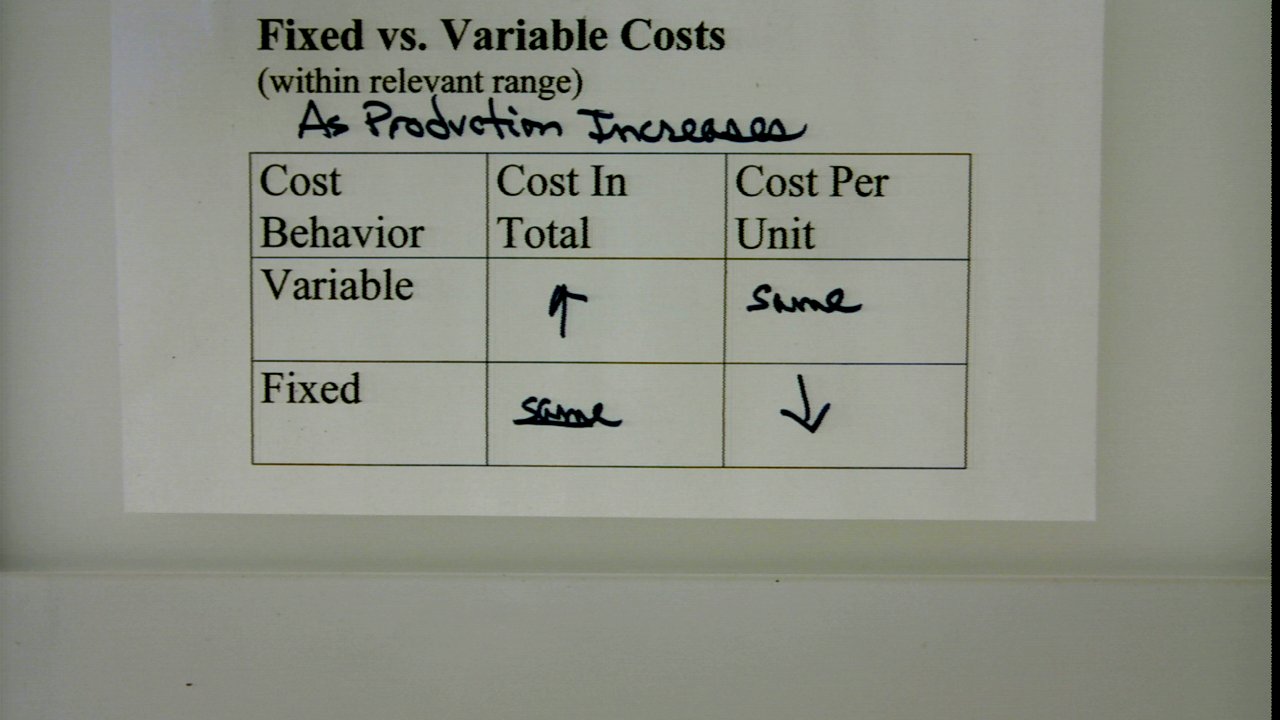 Fixed vs. Variable Costs
(within relevant range)
As Production Increases
Cost Behavior
Cost In Total
Cost Per Unit
Variable
↑
same
Fixed
same
↓